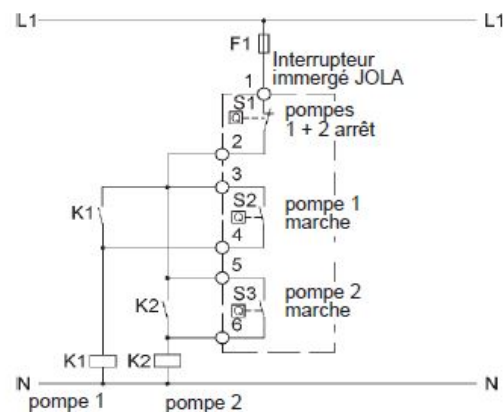 L1 L1
F1
Interrupteur
immergé JOLA
1
S1
pompes
1 + 2 arrêt
2
3
K1
S2
pompe 1
marche
4
5
K2
S3
pompe 2
marche
6
K1 K2
N N
pompe 1 pompe 2